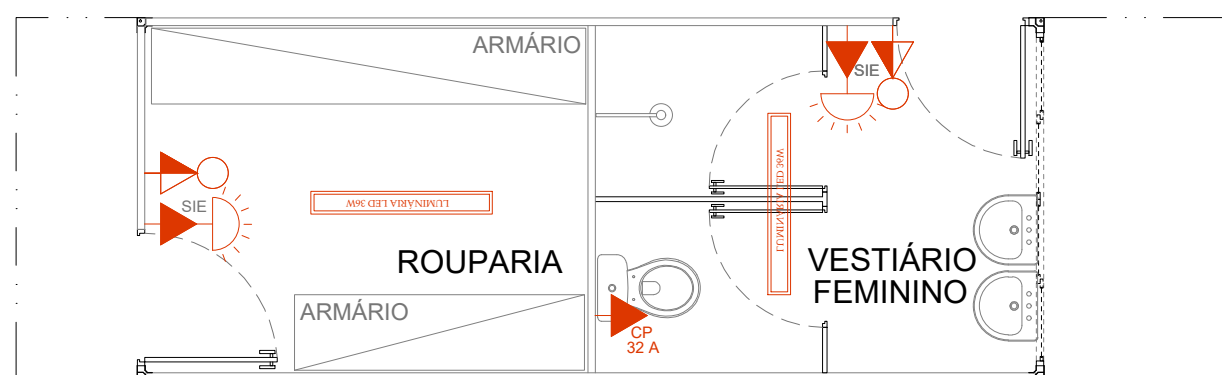 ARMÁRIO
SIE
SIE
LUMINÁRIA LED 36W
LUMINÁRIA LED 36W
ROUPARIA
VESTIÁRIO
FEMININO
ARMÁRIO
CP
32 A